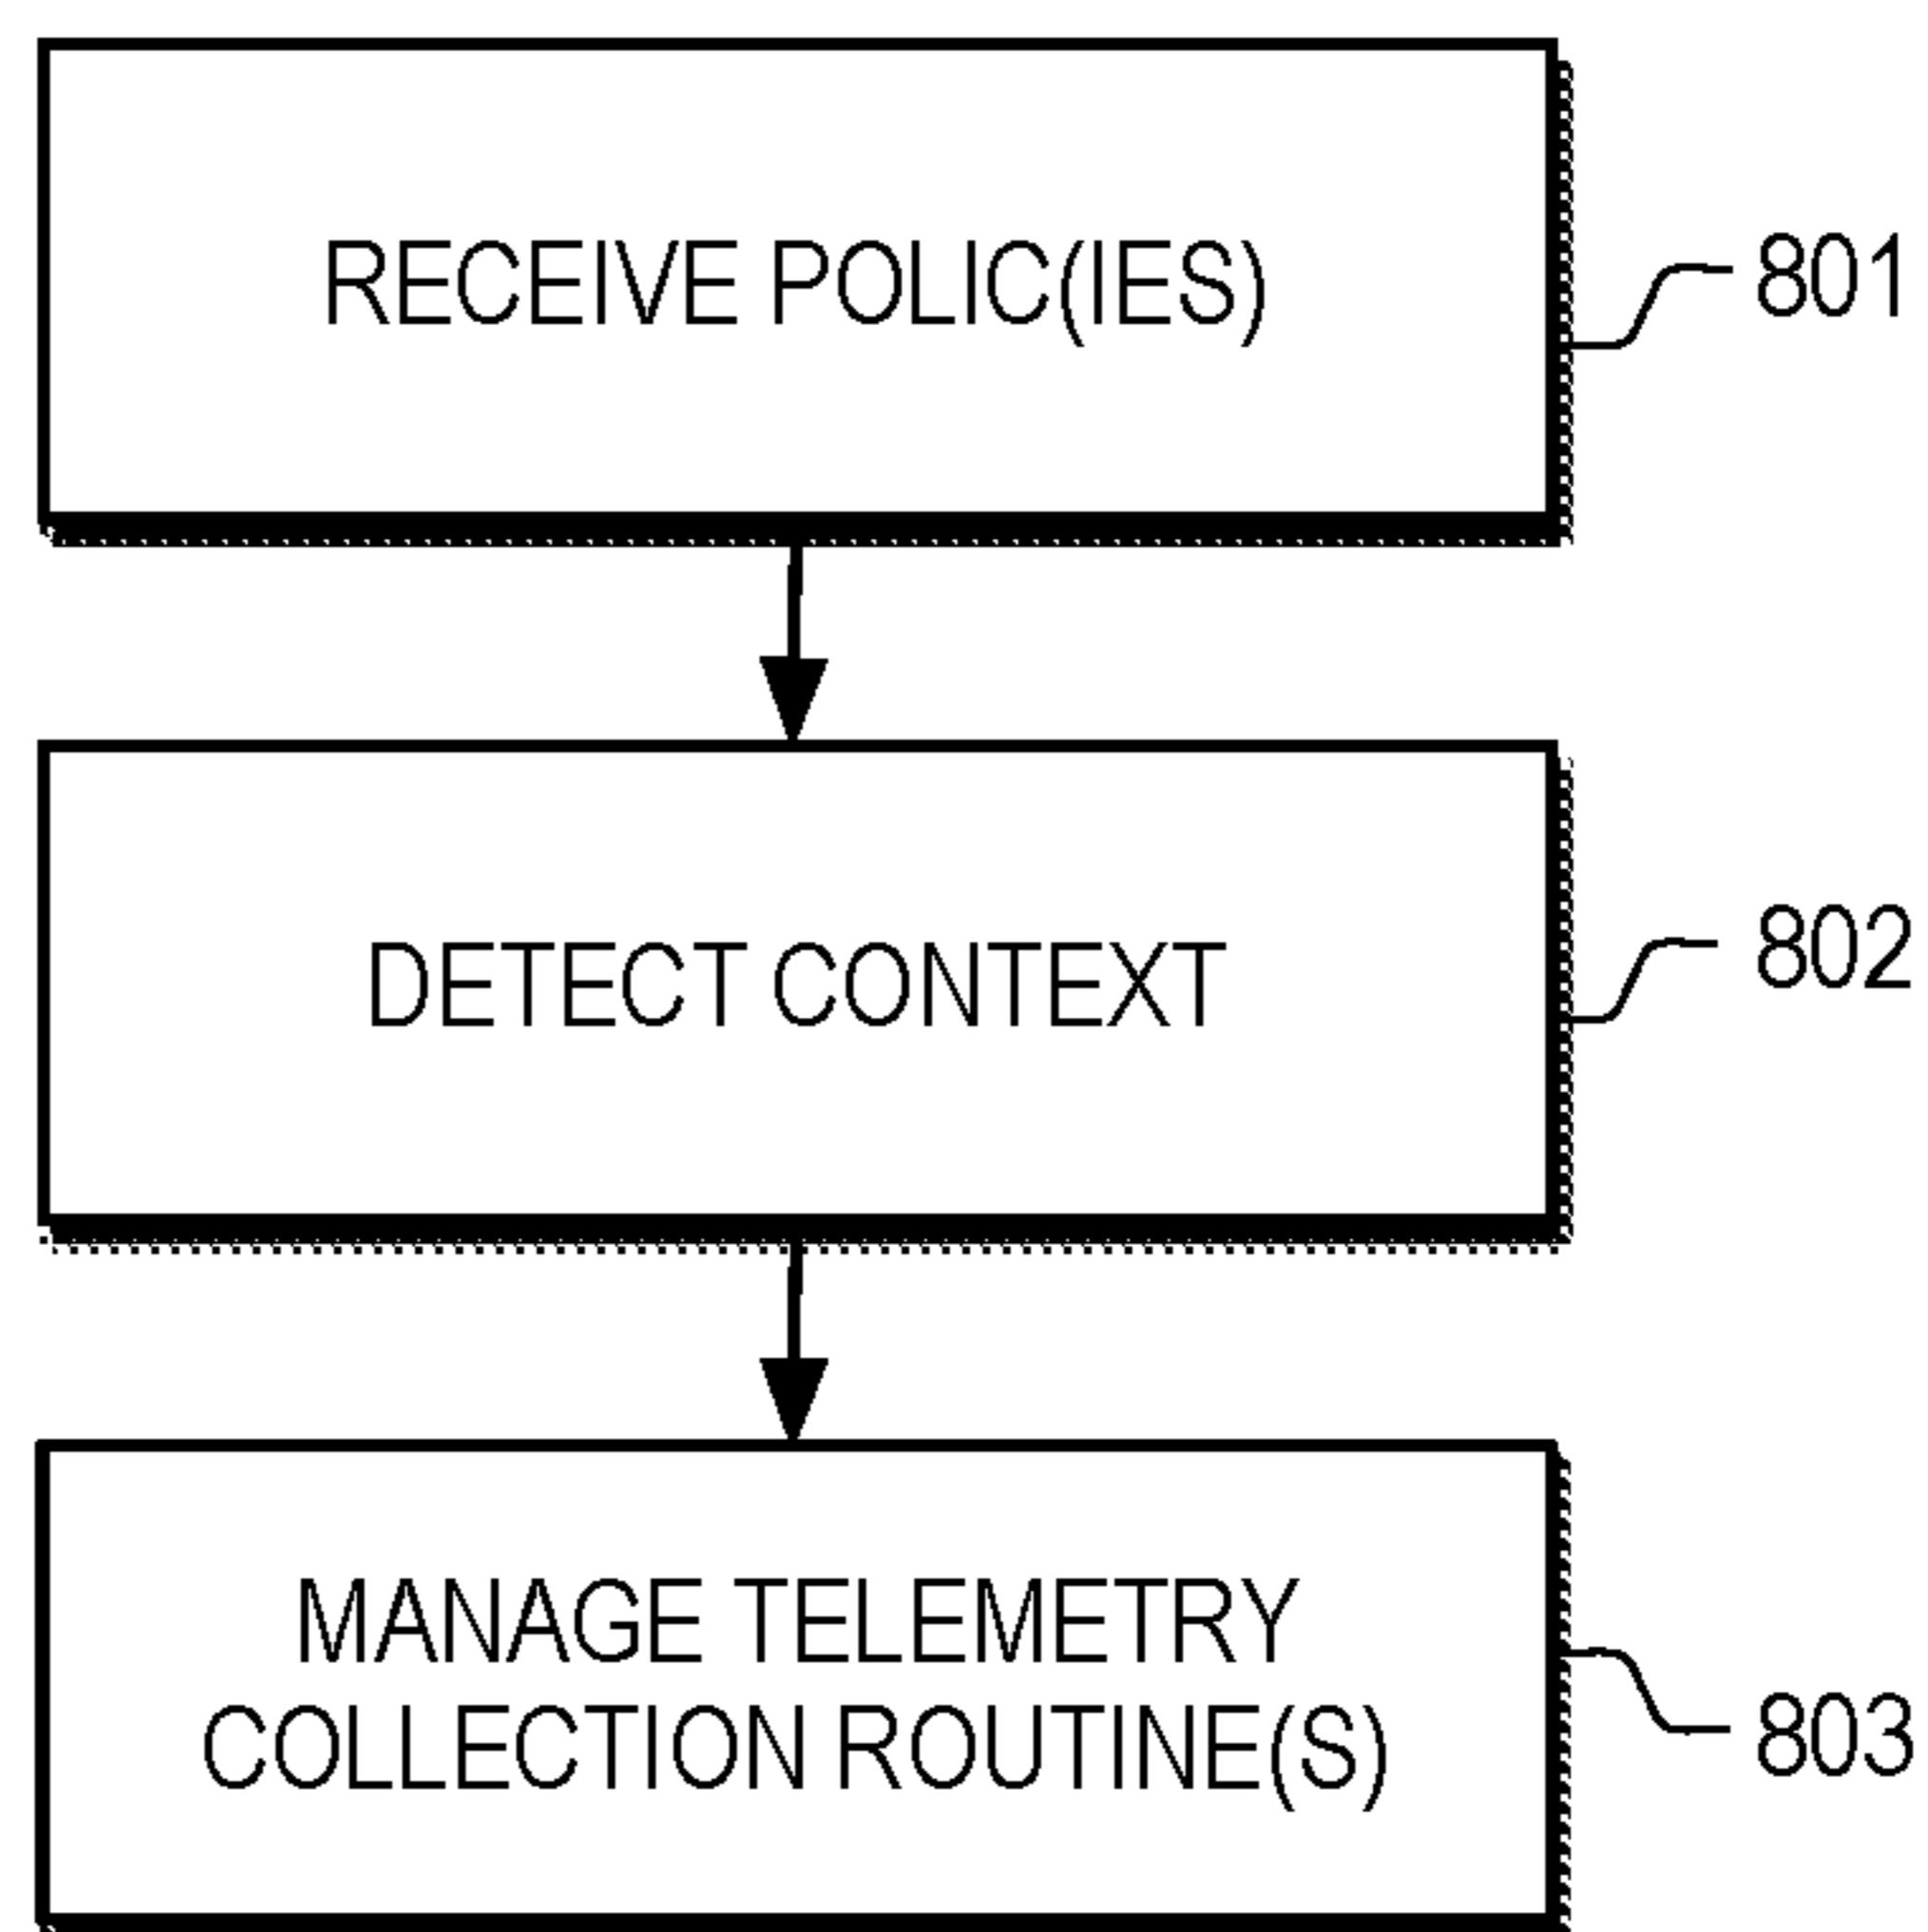 RECEIVE POLIC(IES)
801
DETECT CONTEXT
802
MANAGE TELEMETRY
COLLECTION ROUTINE(S)
803